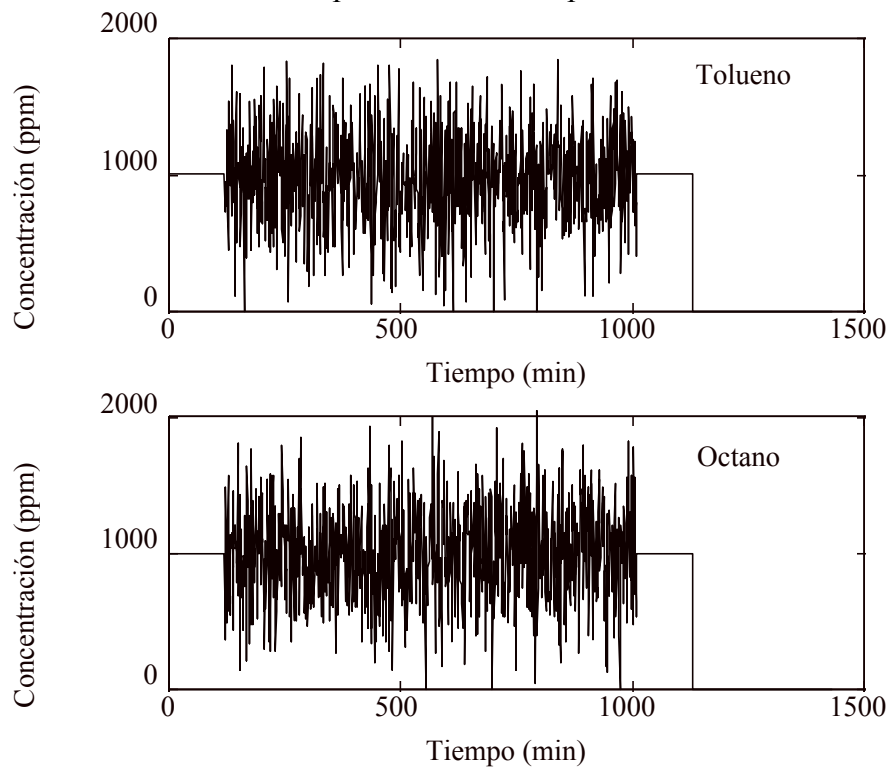 2000
Tolueno
1000
Concentración (ppm)
0
0 500 1000 1500
Tiempo (min)
2000
Octano
1000
Concentración (ppm)
0
0 500 1000 1500
Tiempo (min)